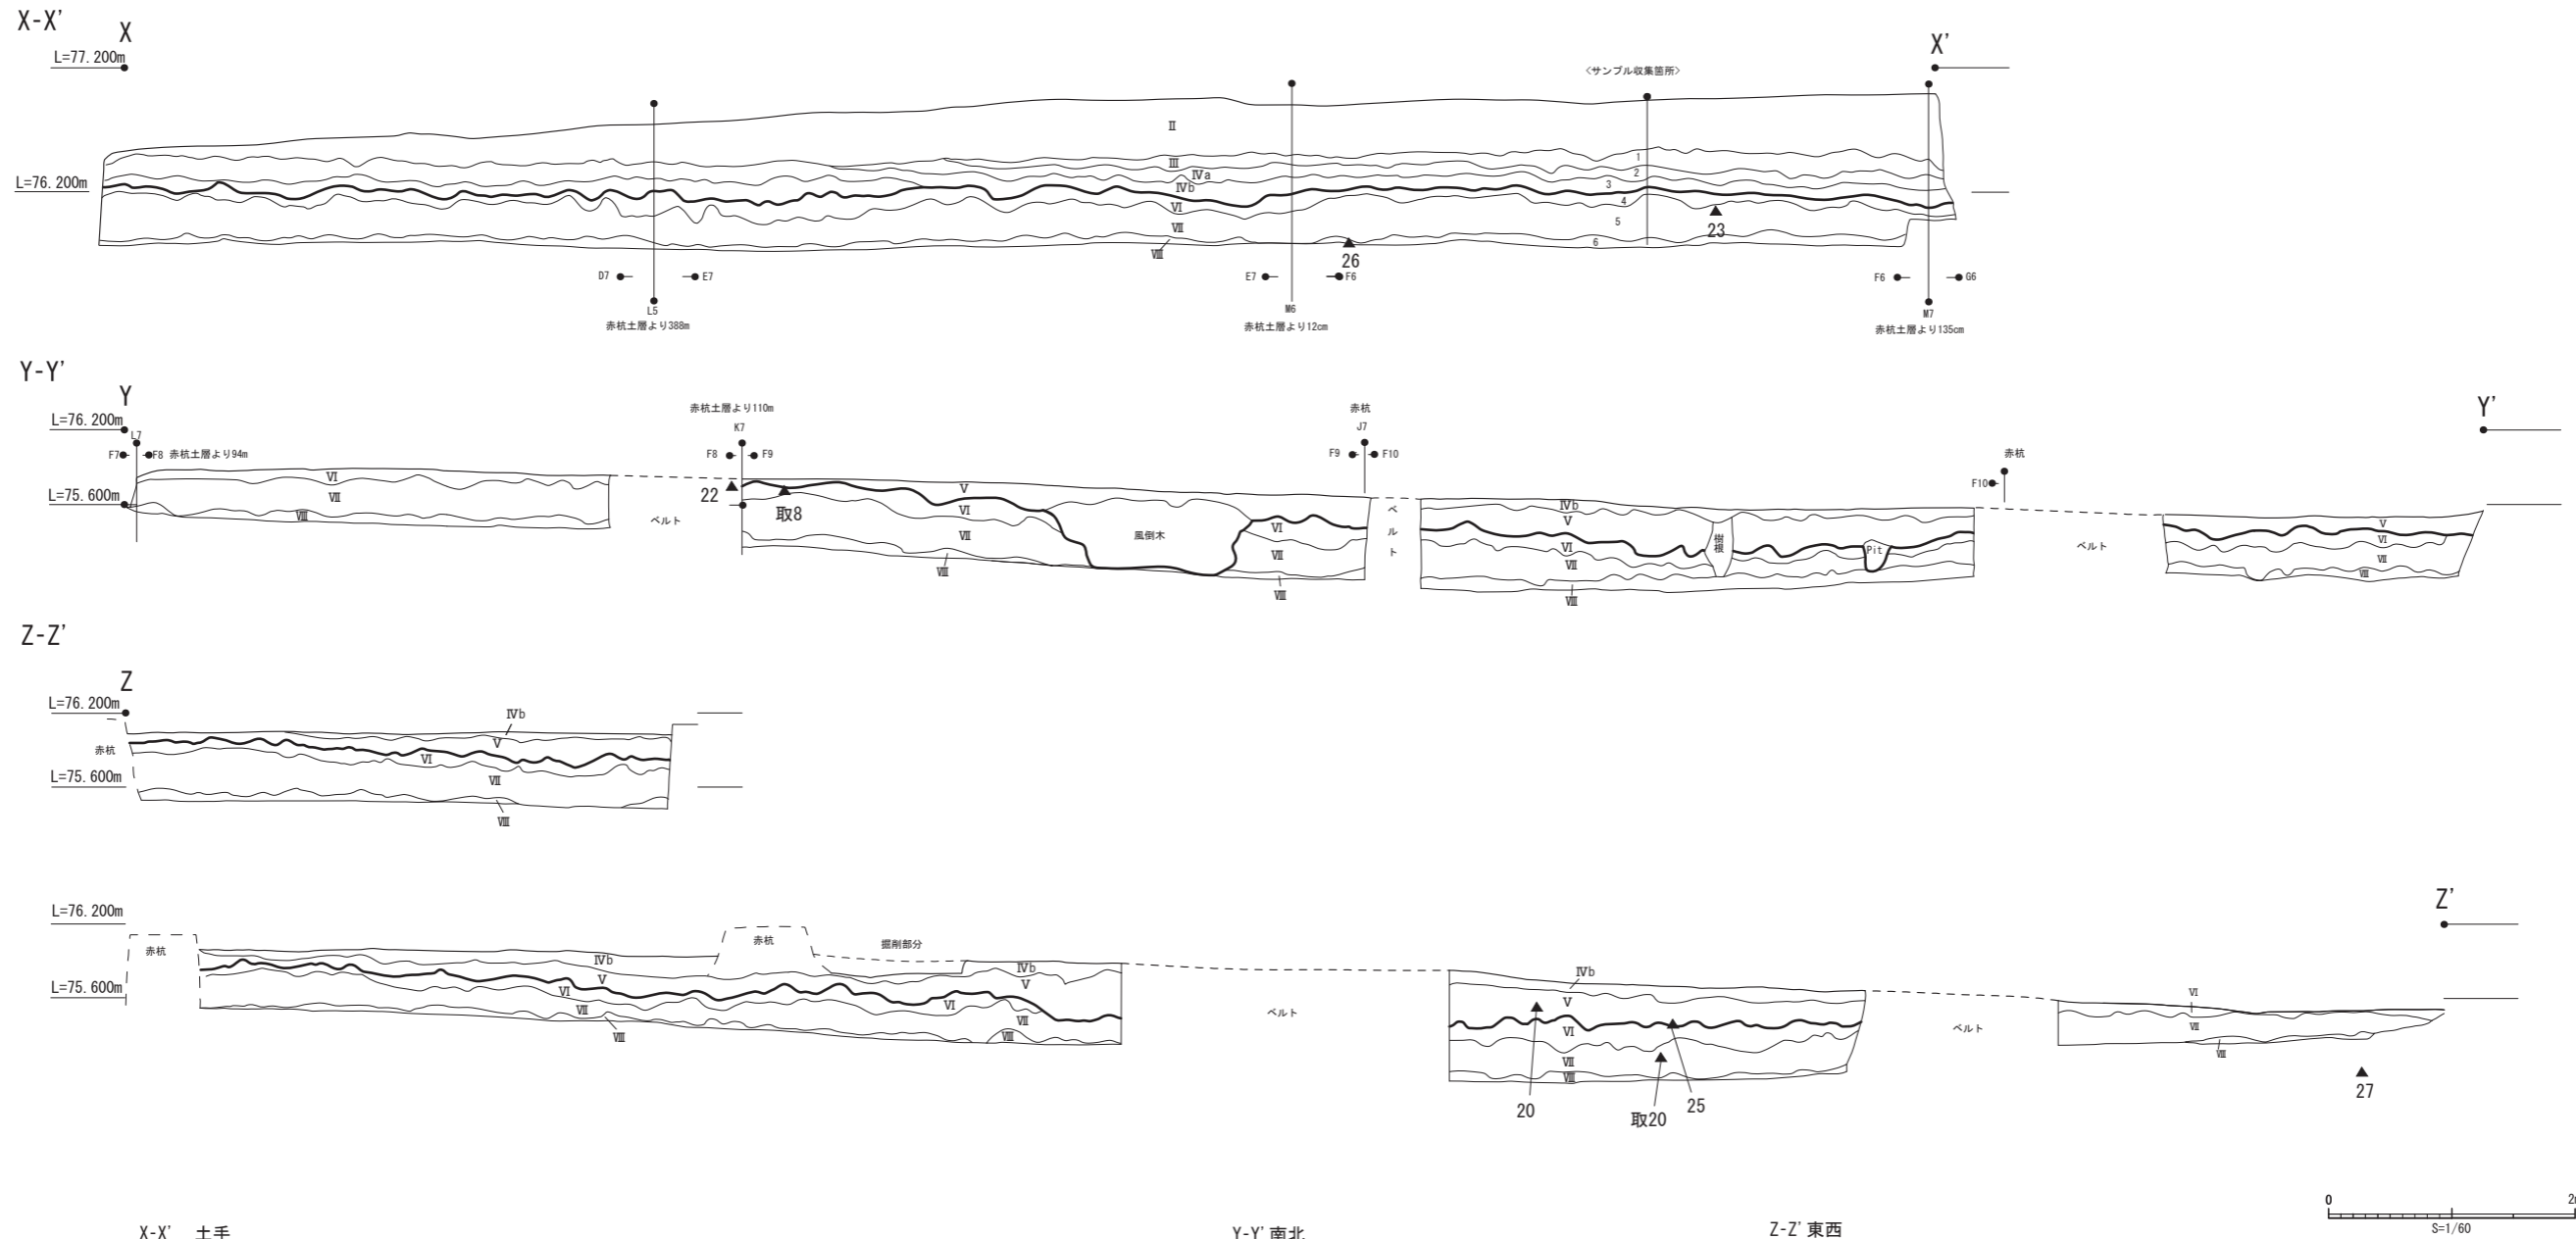 X-X’
X
X’
L=77.200m
<サンプル収集箇所>
Ⅱ
Ⅲ
Ⅳa
Ⅳb
Ⅵ
Ⅶ
Ⅷ
1
2
3
4
5
6
L=76.200m
23
26
D7
E7
E7
F6
F6
G6
L5
赤杭土層より388m
M6
赤杭土層より12cm
M7
赤杭土層より135cm
Y-Y’
Y
Y’
L=76.200m
L7
F7
F8
赤杭土層より94m
赤杭土層より110m
K7
F8
F9
赤杭
J7
F9
F10
赤杭
F10
L=75.600m
Ⅵ
Ⅶ
Ⅷ
ベルト
22
取8
Ⅴ
Ⅵ
Ⅶ
Ⅷ
風倒木
Ⅵ
Ⅶ
Ⅷ
ベルト
Ⅳb
Ⅴ
Ⅵ
Ⅶ
Ⅷ
樹根
Pit
ベルト
Ⅴ
Ⅵ
Ⅶ
Ⅷ
Z-Z’
Z
L=76.200m
赤杭
L=75.600m
Ⅳb
Ⅴ
Ⅵ
Ⅶ
Ⅷ
Z’
L=76.200m
赤杭
赤杭
掘削部分
L=75.600m
Ⅳb
Ⅴ
Ⅵ
Ⅶ
Ⅷ
Ⅳb
Ⅴ
Ⅵ
Ⅶ
Ⅷ
ベルト
Ⅳb
Ⅴ
Ⅵ
Ⅶ
Ⅷ
20
取20
25
ベルト
Ⅵ
Ⅶ
Ⅷ
27
0
S=1/60
X-X’ 土手
Y-Y’南北
Z-Z’東西